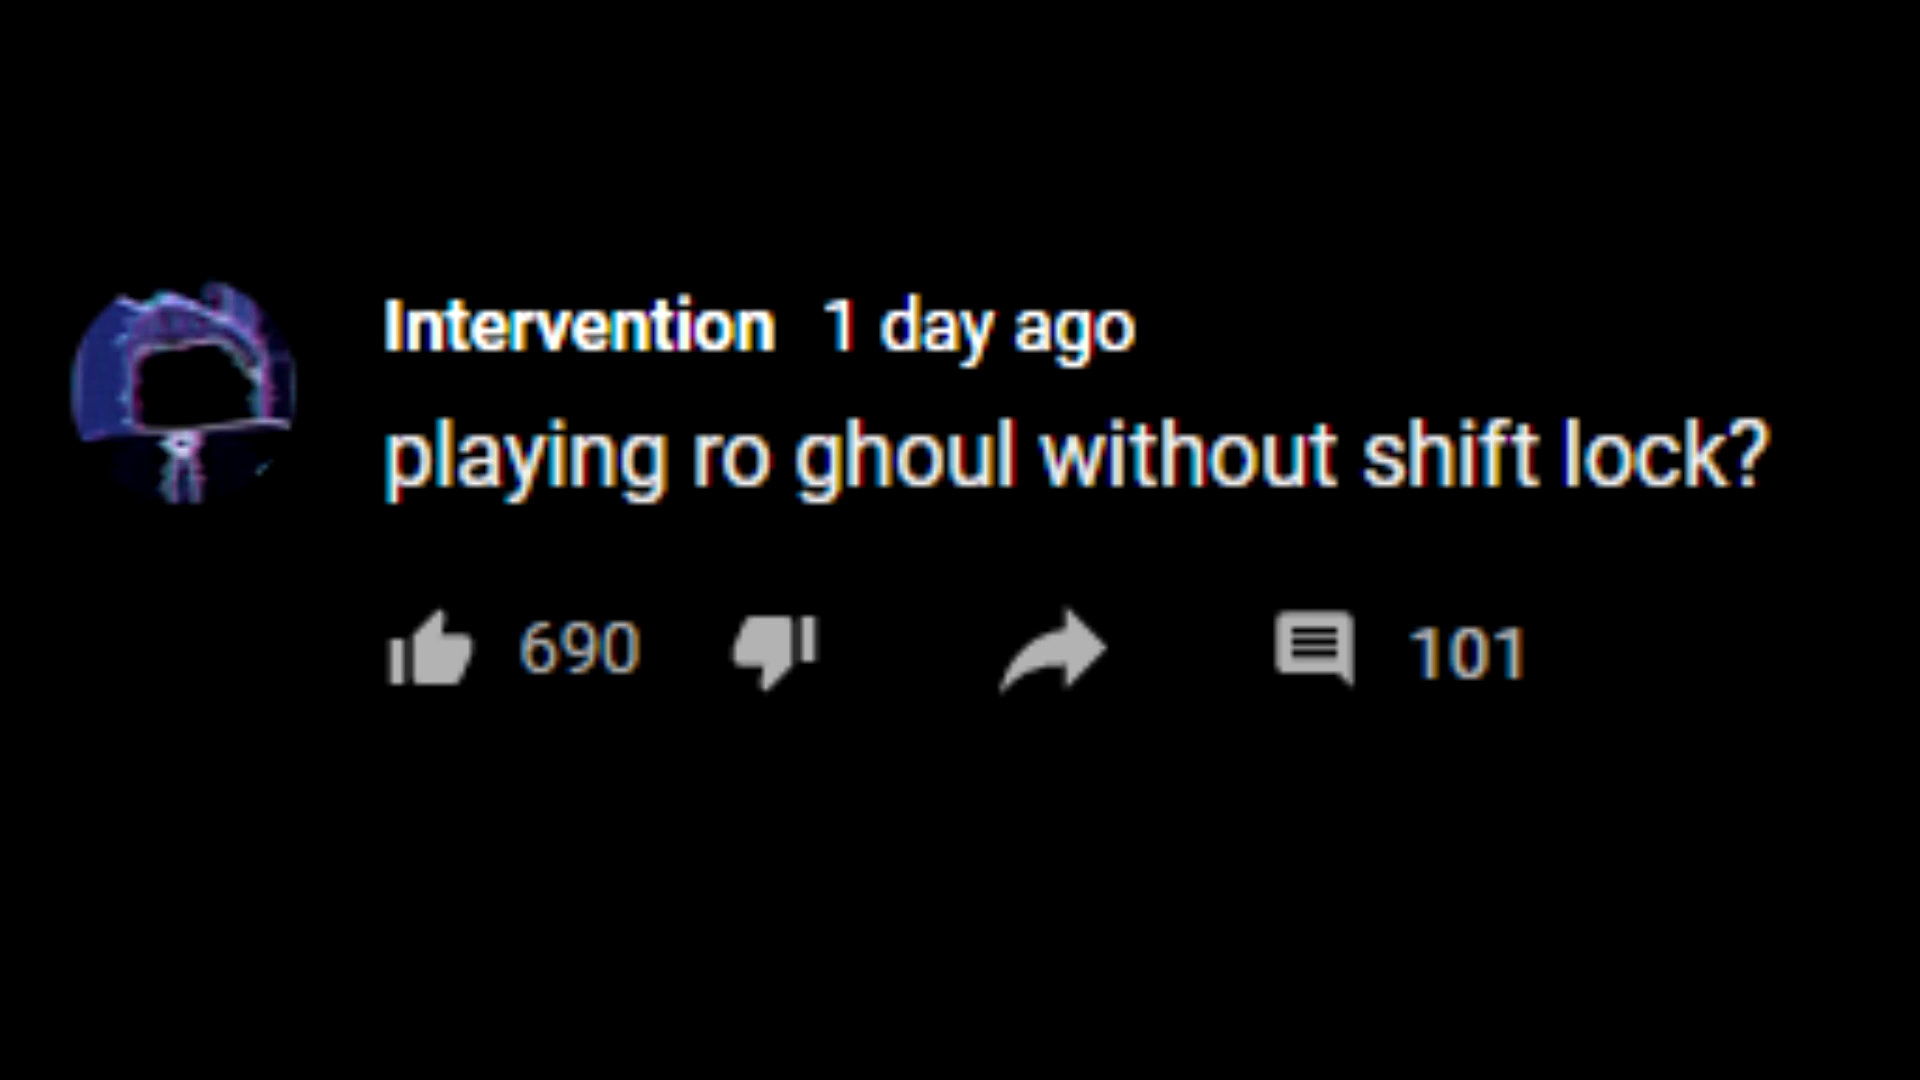 Intervention 1 day ago
playing ro ghoul without shift lock?
690 101